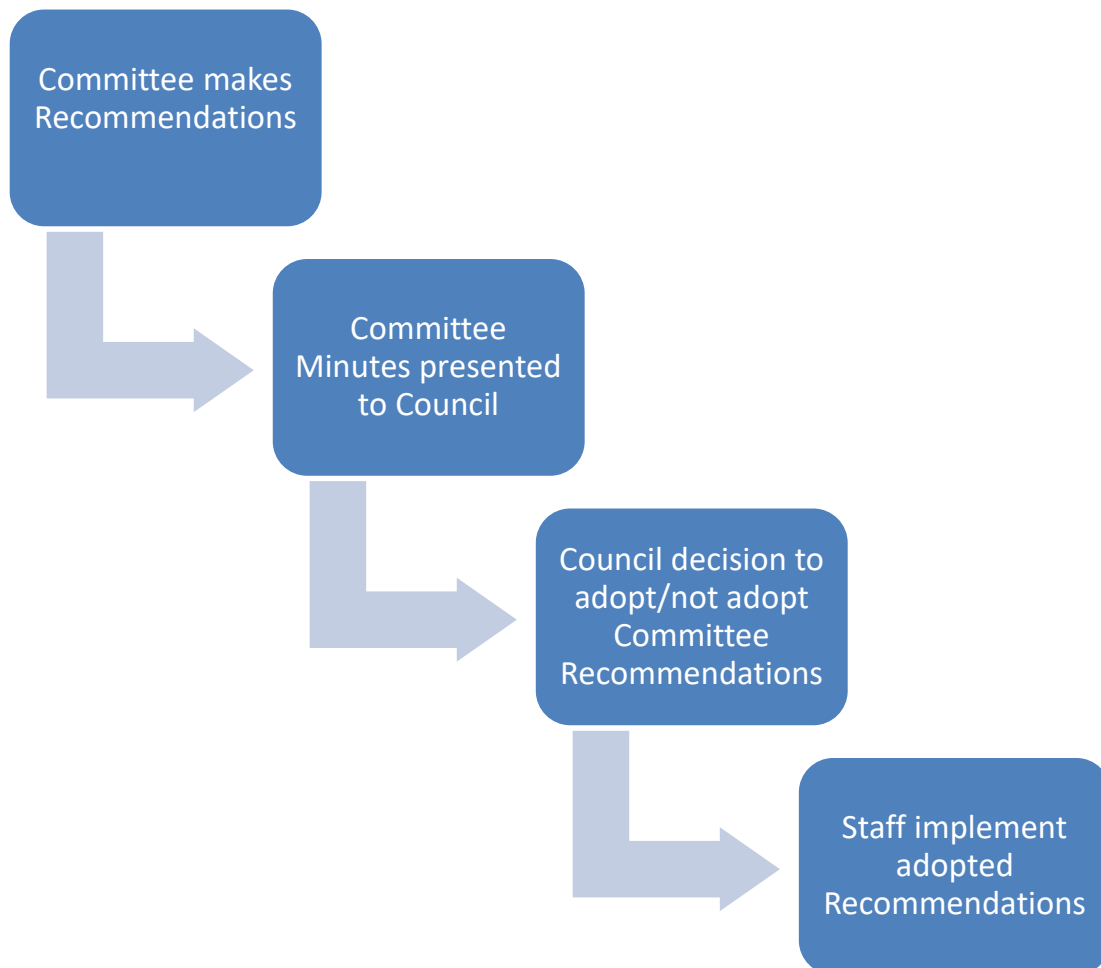 Committee makes
Recommendations
Committee
Minutes presented
to Council
Council decision to
adopt/not adopt
Committee
Recommendations
Staff implement
adopted
Recommendations